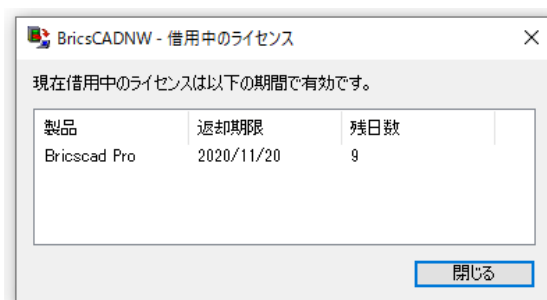 BricsCADNW - 借用中のライセンス
現在借用中のライセンスは以下の期間で有効です。
製品 返却期限 残日数
Bricscad Pro 2020/11/20 9
閉じる